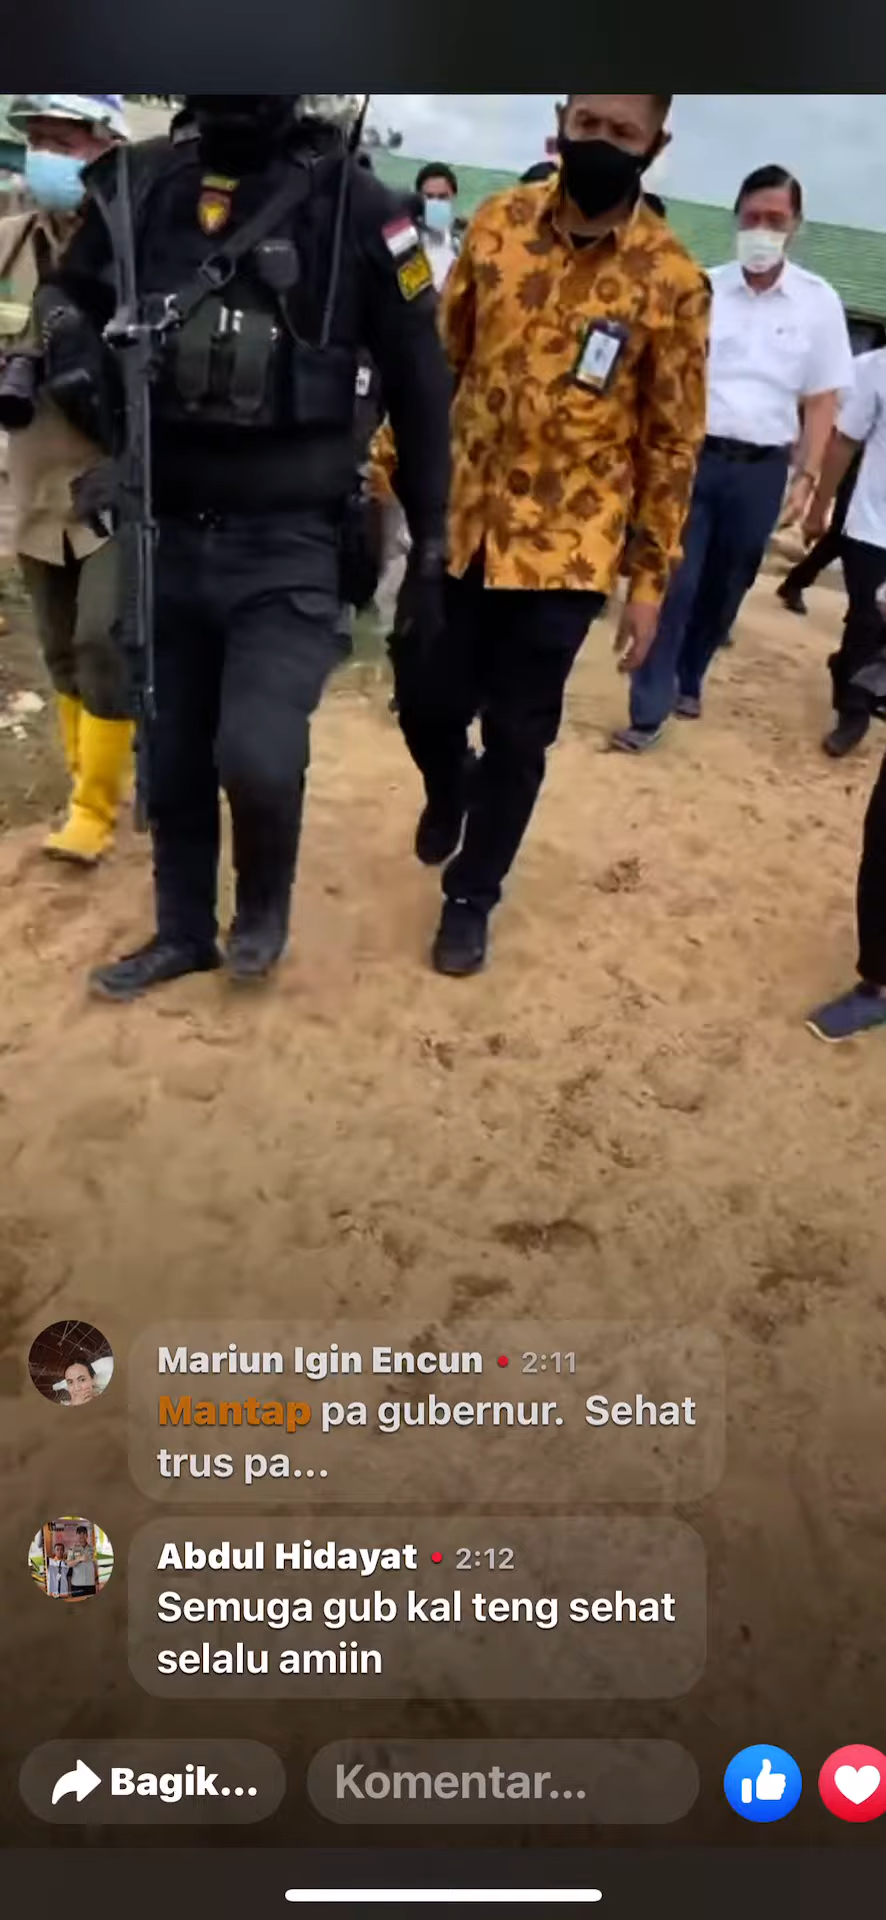 Mariun Igin Encun • 2:11
Mantap pa gubernur. Sehat
trus pa...
Abdul Hidayat • 2:12
Semuga gub kal teng sehat
selalu amiin
Bagik...
Komentar...